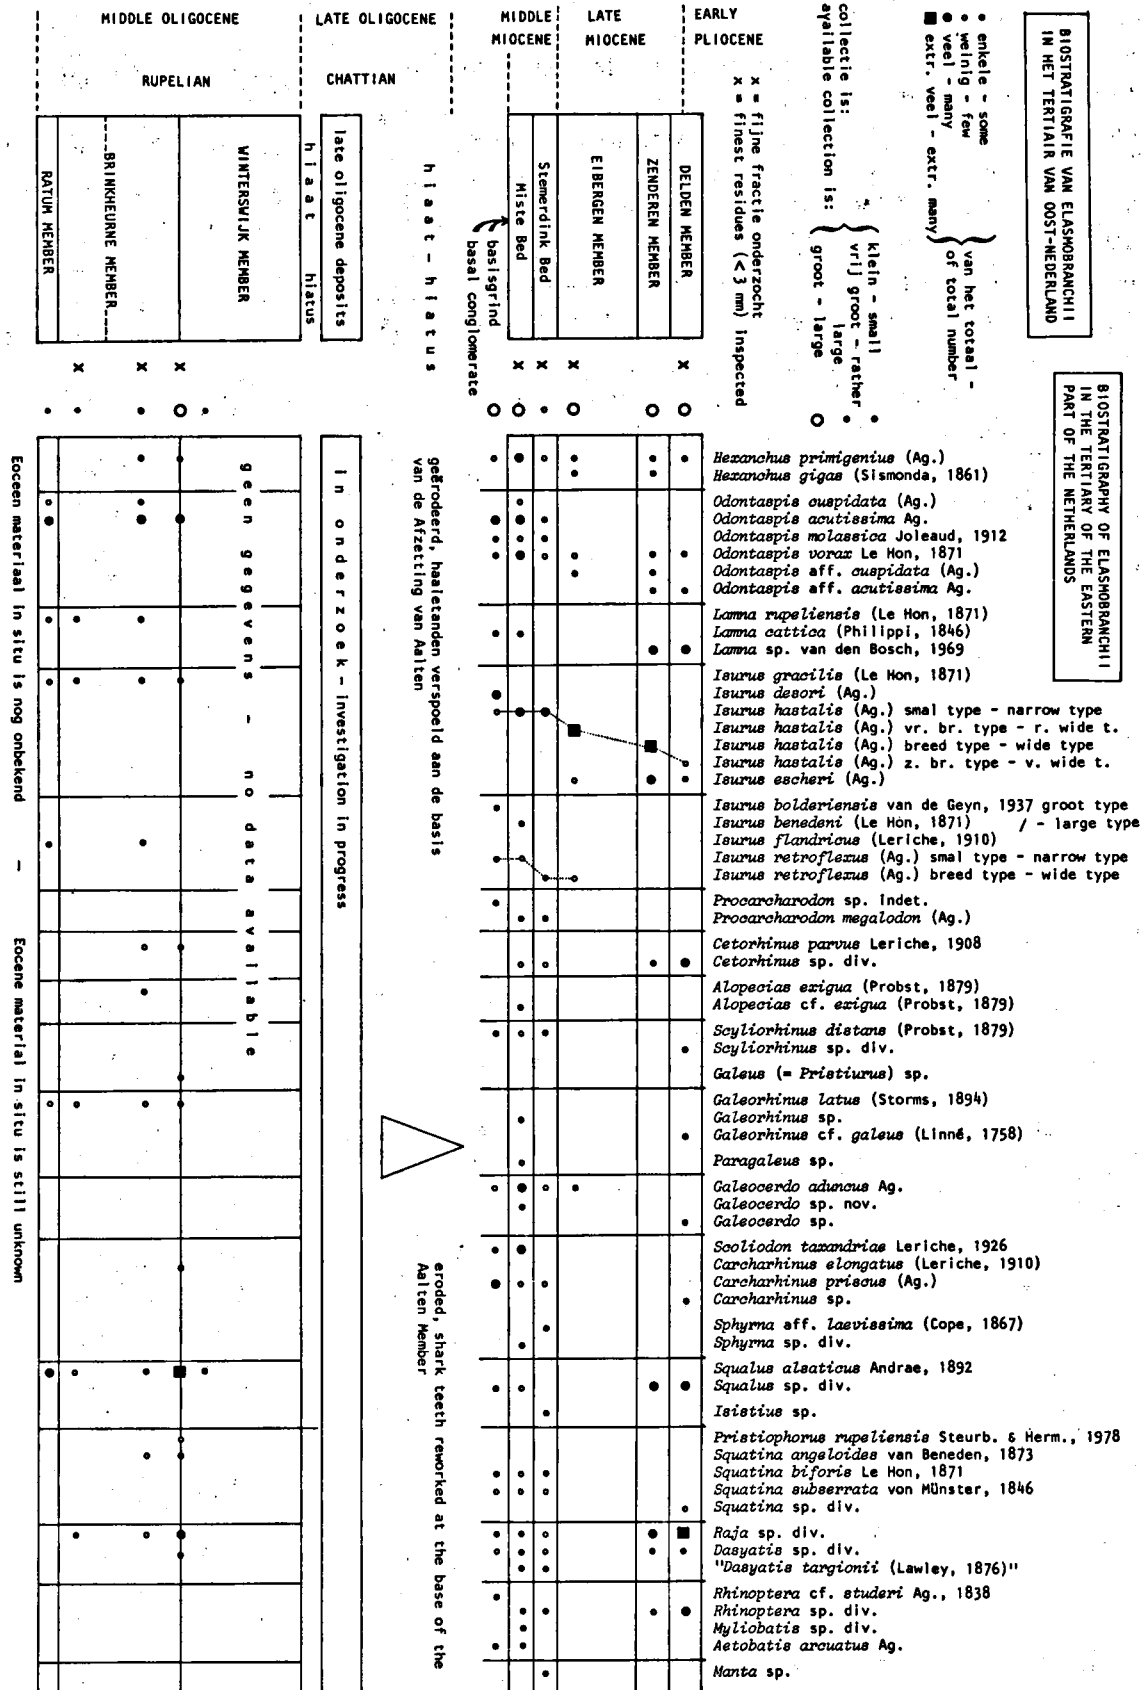 MIDDLE OLIGOCENE
LATE OLIGOCENE
MIDDLE
MIOCENE
LATE
MIOCENE
EARLY
PLIOCENE
RUPELIAN
CHATTIAN
BIOSTRATIGRAFIE VAN ELASMOBRANCHII
IN HET TERTIAIR VAN OOST-NEDERLAND
BIOSTRATIGRAPHY OF ELASMOBRANCHII
IN THE TERTIARY OF THE EASTERN
PART OF THE NETHERLANDS
• enkele - some
• weinig - few
● veel - many
■ extr. veel - extr. many
van het totaal -
of total number
collectie is:
available collection is:
klein - small •
vrij groot - rather
large •
groot - large O
x = fijne fractie onderzocht
x = finest residues (< 3 mm) inspected
DELDEN MEMBER
ZENDEREN MEMBER
EIBERGEN MEMBER
Stemerdink Bed
Miste Bed
basisgrind
basal conglomerate
hiaat - hiatus
late oligocene deposits
hiaat hiatus
WINTERSWIJK MEMBER
BRINKHEURNE MEMBER
RATUM MEMBER
x x x x x x x
geërodeerd, haaietanden verspoeld aan de basis
van de Afzetting van Aalten
eroded, shark teeth reworked at the base of the
Aalten Member
in onderzoek - investigation in progress
geen gegevens - no data available
Eoceen materiaal in situ is nog onbekend - Eocene material in situ is still unknown
Hexanchus primigenius (Ag.)
Hexanchus gigas (Sismonda, 1861)
Odontaspis cuspidata (Ag.)
Odontaspis acutissima Ag.
Odontaspis molassica Joleaud, 1912
Odontaspis vorax Le Hon, 1871
Odontaspis aff. cuspidata (Ag.)
Odontaspis aff. acutissima Ag.
Lamna rupeliensis (Le Hon, 1871)
Lamna cattica (Philippi, 1846)
Lamna sp. van den Bosch, 1969
Isurus gracilis (Le Hon, 1871)
Isurus desori (Ag.)
Isurus hastalis (Ag.) smal type - narrow type
Isurus hastalis (Ag.) vr. br. type - r. wide t.
Isurus hastalis (Ag.) breed type - wide type
Isurus hastalis (Ag.) z. br. type - v. wide t.
Isurus escheri (Ag.)
Isurus bolderiensis van de Geyn, 1937 groot type
Isurus benedeni (Le Hon, 1871) / - large type
Isurus flandricus (Leriche, 1910)
Isurus retroflexus (Ag.) smal type - narrow type
Isurus retroflexus (Ag.) breed type - wide type
Procarcharodon sp. indet.
Procarcharodon megalodon (Ag.)
Cetorhinus parvus Leriche, 1908
Cetorhinus sp. div.
Alopecias exigua (Probst, 1879)
Alopecias cf. exigua (Probst, 1879)
Scyliorhinus distans (Probst, 1879)
Scyliorhinus sp. div.
Galeus (= Pristiurus) sp.
Galeorhinus latus (Storms, 1894)
Galeorhinus sp.
Galeorhinus cf. galeus (Linné, 1758)
Paragaleus sp.
Galeocerdo aduncus Ag.
Galeocerdo sp. nov.
Galeocerdo sp.
Scoliodon taxandriae Leriche, 1926
Carcharhinus elongatus (Leriche, 1910)
Carcharhinus priscus (Ag.)
Carcharhinus sp.
Sphyrna aff. laevissima (Cope, 1867)
Sphyrna sp. div.
Squalus alsaticus Andrae, 1892
Squalus sp. div.
Isistius sp.
Pristiophorus rupeliensis Steurb. & Herm., 1978
Squatina angeloides van Beneden, 1873
Squatina biforis Le Hon, 1871
Squatina subserrata von Münster, 1846
Squatina sp. div.
Raja sp. div.
Dasyatis sp. div.
"Dasyatis targionii (Lawley, 1876)"
Rhinoptera cf. studeri Ag., 1838
Rhinoptera sp. div.
Myliobatis sp. div.
Aetobatis arcuatus Ag.
Manta sp.